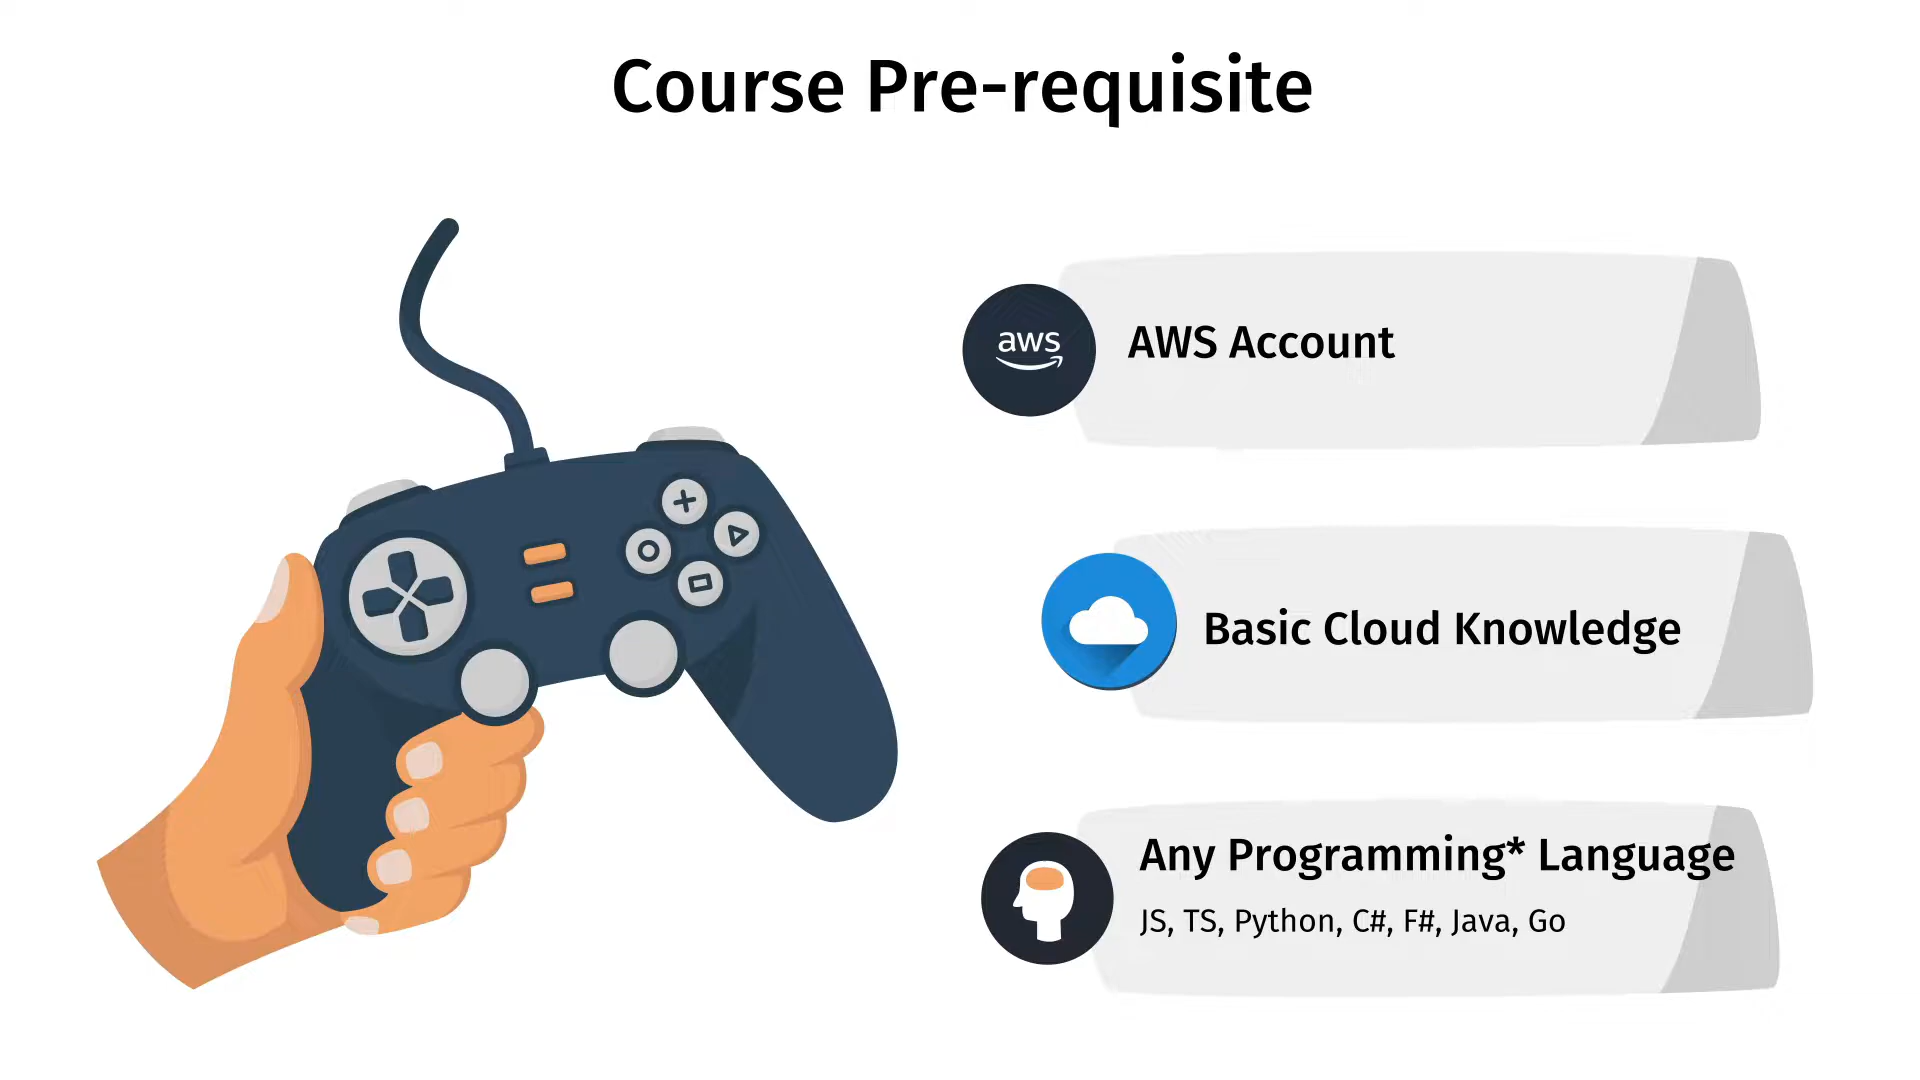 Course Pre-requisite
aws
AWS Account
Basic Cloud Knowledge
Any Programming* Language
JS, TS, Python, C#, F#, Java, Go